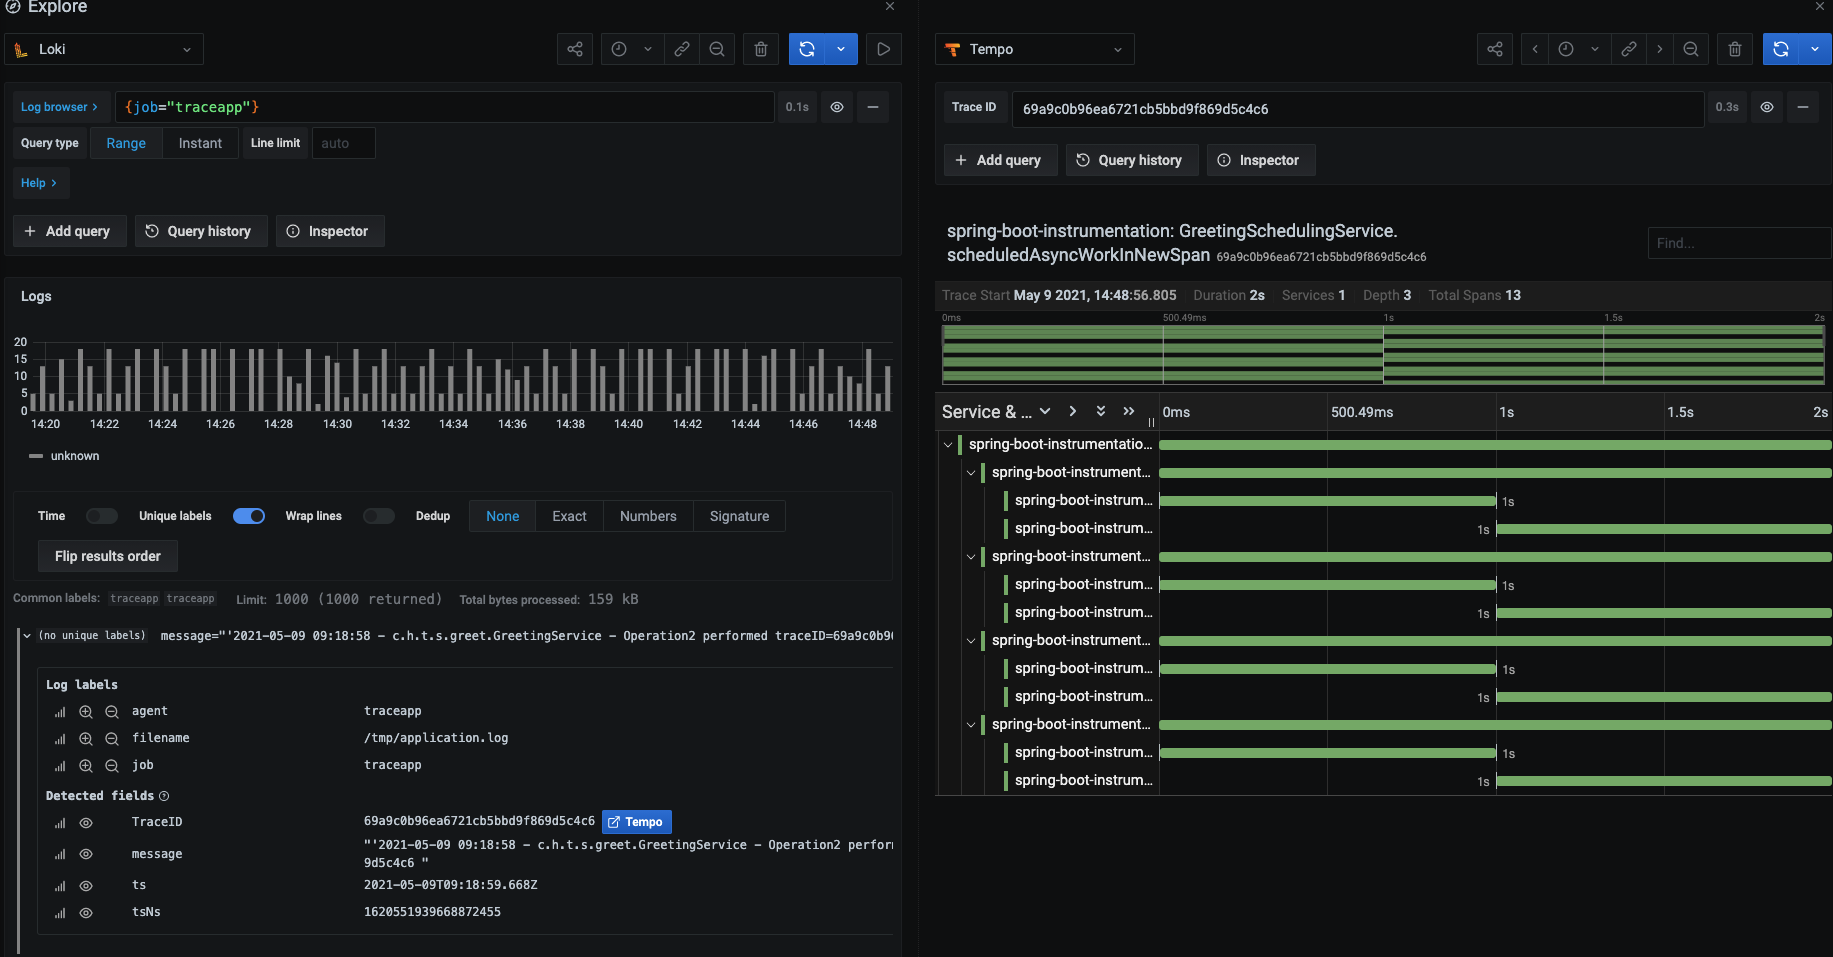 Explore
Loki
Log browser >
{job="traceapp"}
0.1s
Query type
Range
Instant
Line limit
auto
Help >
+ Add query
Query history
Inspector
Logs
20
15
10
5
0
14:20
14:22
14:24
14:26
14:28
14:30
14:32
14:34
14:36
14:38
14:40
14:42
14:44
14:46
14:48
unknown
Time
Unique labels
Wrap lines
Dedup
None
Exact
Numbers
Signature
Flip results order
Common labels: traceapp traceapp Limit: 1000 (1000 returned) Total bytes processed: 159 kB
(no unique labels) message="'2021-05-09 09:18:58 - c.h.t.s.greet.GreetingService - Operation2 performed traceID=69a9c0b96
Log labels
agent traceapp
filename /tmp/application.log
job traceapp
Detected fields
TraceID 69a9c0b96ea6721cb5bbd9f869d5c4c6 Tempo
message "'2021-05-09 09:18:58 - c.h.t.s.greet.GreetingService - Operation2 perfor
9d5c4c6 "
ts 2021-05-09T09:18:59.668Z
tsNs 1620551939668872455
Tempo
Trace ID
69a9c0b96ea6721cb5bbd9f869d5c4c6
0.3s
+ Add query
Query history
Inspector
spring-boot-instrumentation: GreetingSchedulingService.
scheduledAsyncWorkInNewSpan 69a9c0b96ea6721cb5bbd9f869d5c4c6
Find...
Trace Start May 9 2021, 14:48:56.805 Duration 2s Services 1 Depth 3 Total Spans 13
0ms
500.49ms
1s
1.5s
2s
Service & ...
0ms
500.49ms
1s
1.5s
2s
spring-boot-instrumentatio...
spring-boot-instrument...
spring-boot-instrum... 1s
spring-boot-instrum... 1s
spring-boot-instrument...
spring-boot-instrum... 1s
spring-boot-instrum... 1s
spring-boot-instrument...
spring-boot-instrum... 1s
spring-boot-instrum... 1s
spring-boot-instrument...
spring-boot-instrum... 1s
spring-boot-instrum... 1s